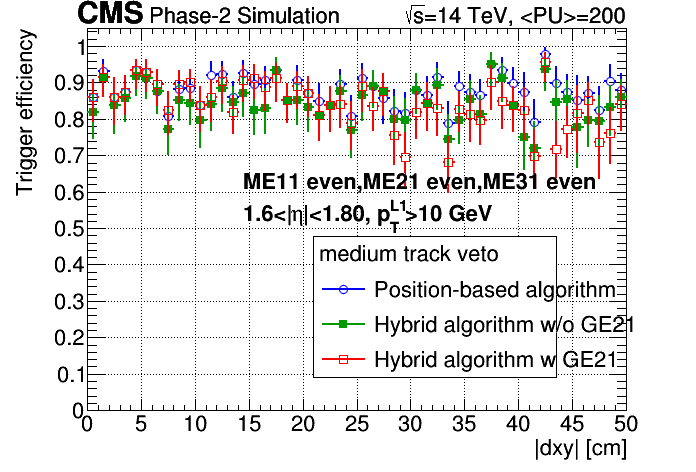 CMS Phase-2 Simulation √s=14 TeV, <PU>=200
Trigger efficiency
1
0.9
0.8
0.7
0.6
0.5
0.4
0.3
0.2
0.1
0
ME11 even,ME21 even,ME31 even
1.6<|η|<1.80, p_T^L1>10 GeV
medium track veto
Position-based algorithm
Hybrid algorithm w/o GE21
Hybrid algorithm w GE21
0 5 10 15 20 25 30 35 40 45 50
|dxy| [cm]